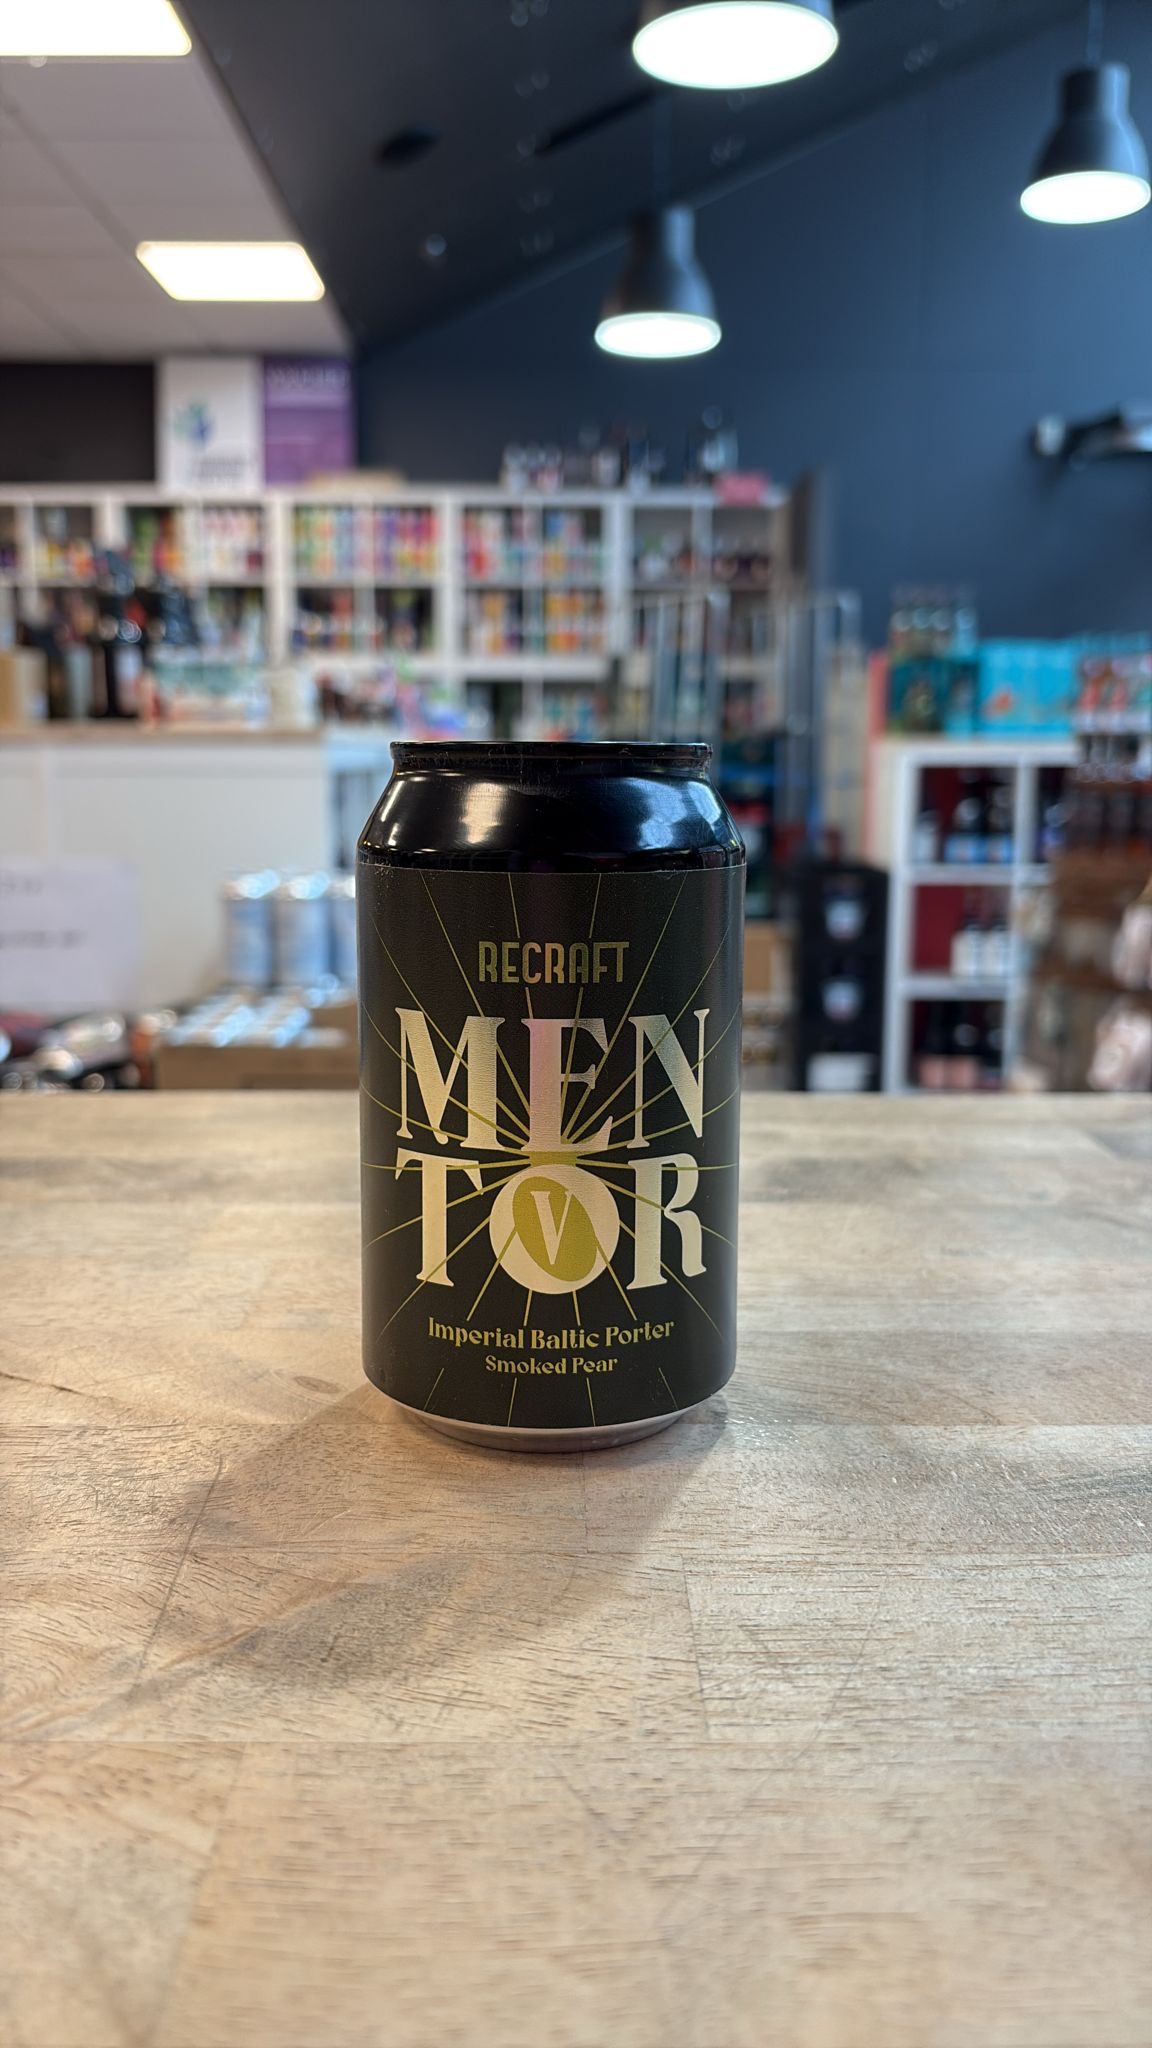 RECRAFT
MEN
TOR
V
Imperial Baltic Porter
Smoked Pear